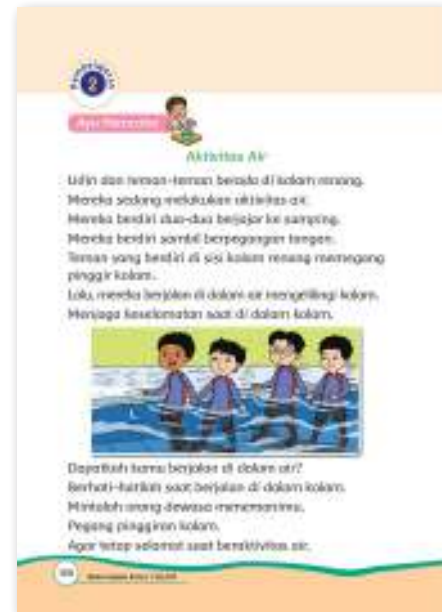 Pembelajaran
2
Ayo Mencoba
Aktivitas Air
Udin dan teman-teman berada di kolam renang.
Mereka sedang melakukan aktivitas air.
Mereka berdiri dua-dua berjajar ke samping.
Mereka berdiri sambil berpegangan tangan.
Teman yang berdiri di sisi kolam renang memegang
pinggir kolam.
Lalu, mereka berjalan di dalam air mengelilingi kolam.
Menjaga keselamatan saat di dalam kolam.
Dapatkah kamu berjalan di dalam air?
Berhati-hatilah saat berjalan di dalam kolam.
Mintalah orang dewasa menemanimu.
Pegang pinggiran kolam.
Agar tetap selamat saat beraktivitas air.